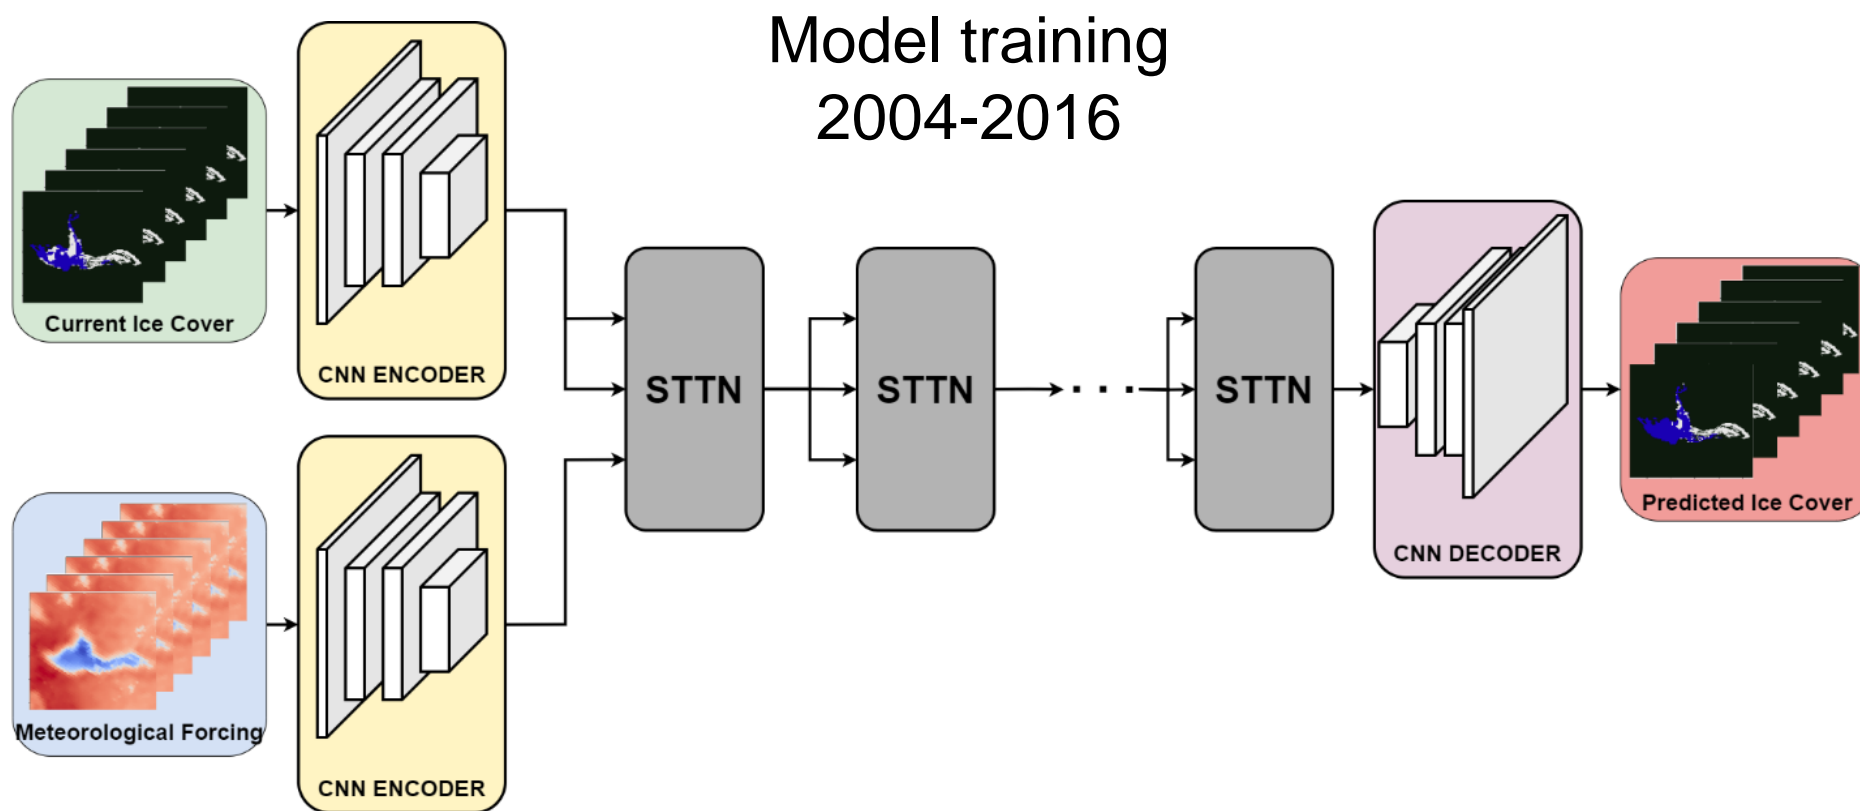 Model training
2004-2016
Current Ice Cover
CNN ENCODER
Meteorological Forcing
CNN ENCODER
STTN
STTN
. . .
STTN
CNN DECODER
Predicted Ice Cover